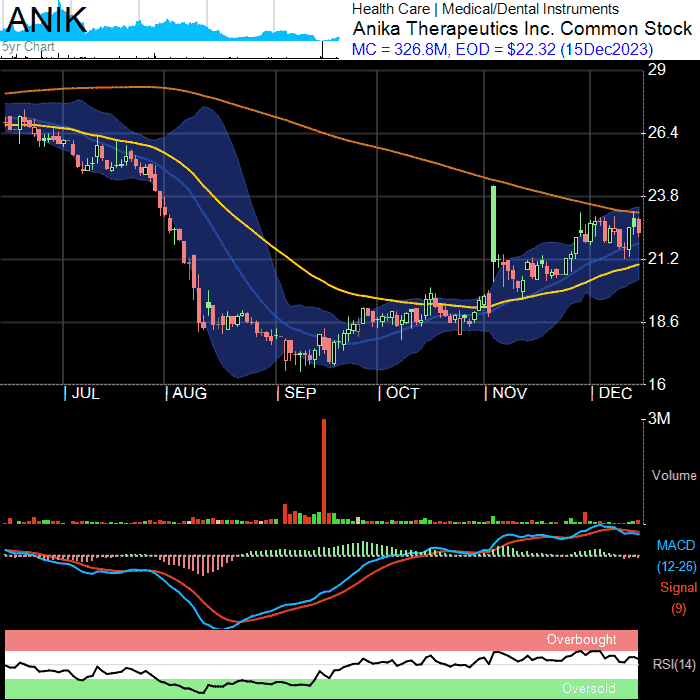 ANIK
5yr Chart
Health Care | Medical/Dental Instruments
Anika Therapeutics Inc. Common Stock
MC = 326.8M, EOD = $22.32 (15Dec2023)
29
26.4
23.8
21.2
18.6
16
| JUL | AUG | SEP | OCT | NOV | DEC
3M
Volume
MACD
(12-26)
Signal
(9)
Overbought
RSI(14)
Oversold